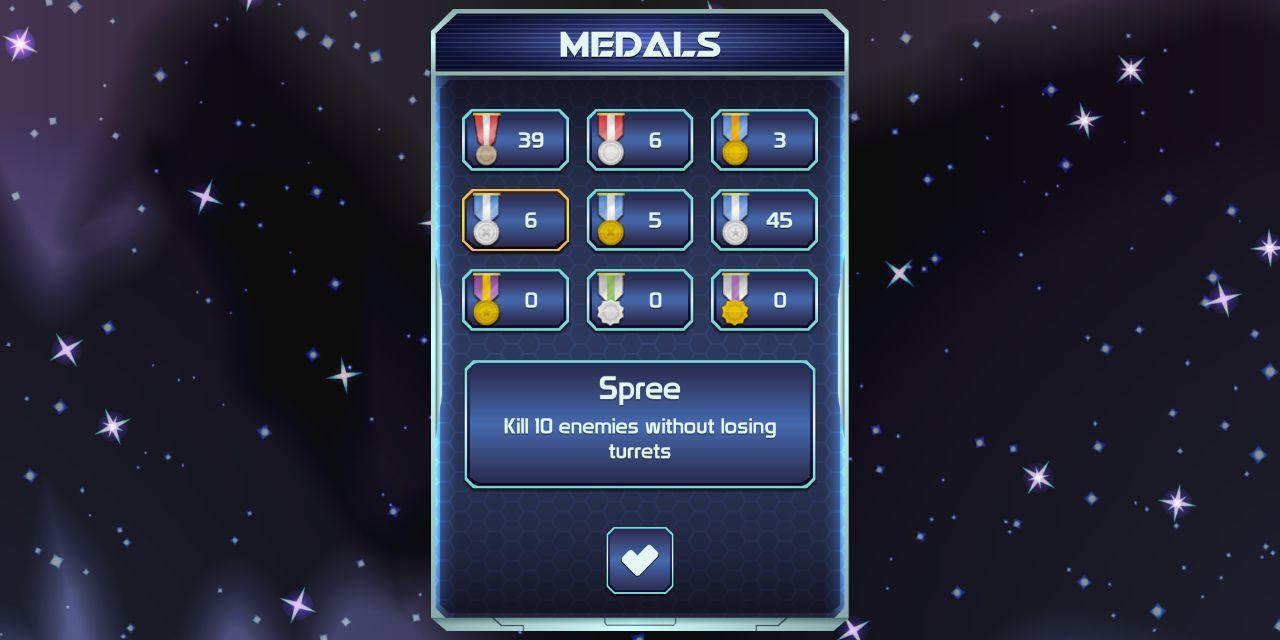 MEDALS
39 6 3
6 5 45
0 0 0
Spree
Kill 10 enemies without losing
turrets